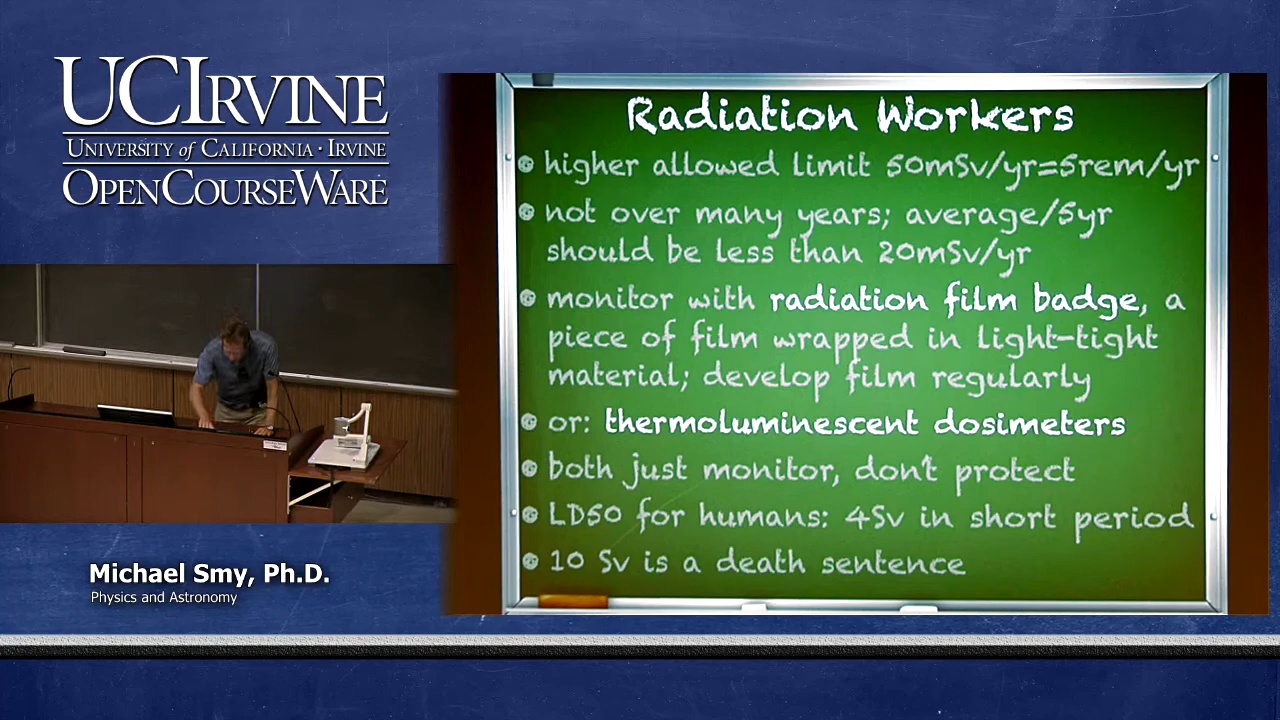 UCIRVINE
UNIVERSITY of CALIFORNIA · IRVINE
OPENCOURSEWARE
Radiation Workers
higher allowed limit 50mSv/yr=5rem/yr
not over many years; average/5yr
should be less than 20mSv/yr
monitor with radiation film badge, a
piece of film wrapped in light-tight
material; develop film regularly
or: thermoluminescent dosimeters
both just monitor, don't protect
LD50 for humans: 4Sv in short period
10 Sv is a death sentence
Michael Smy, Ph.D.
Physics and Astronomy